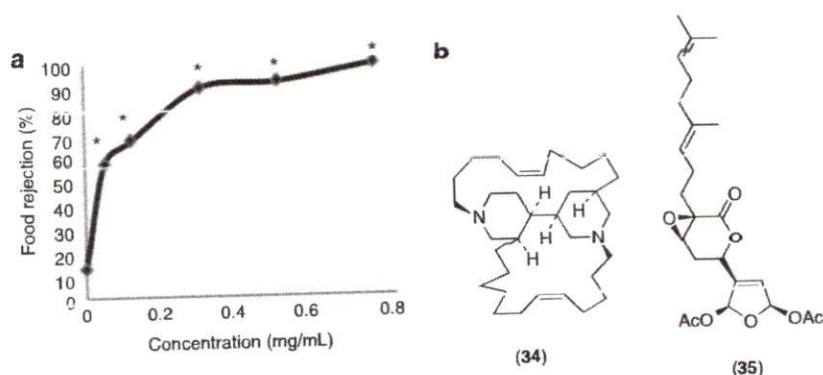 a
100
90
80
70
60
50
40
30
20
10
0
Food rejection (%)
0 0.2 0.4 0.6 0.8
Concentration (mg/mL)
* * * * * *
b
H
N
H H
N
H
(34)
O
O
O
AcO O OAc
(35)